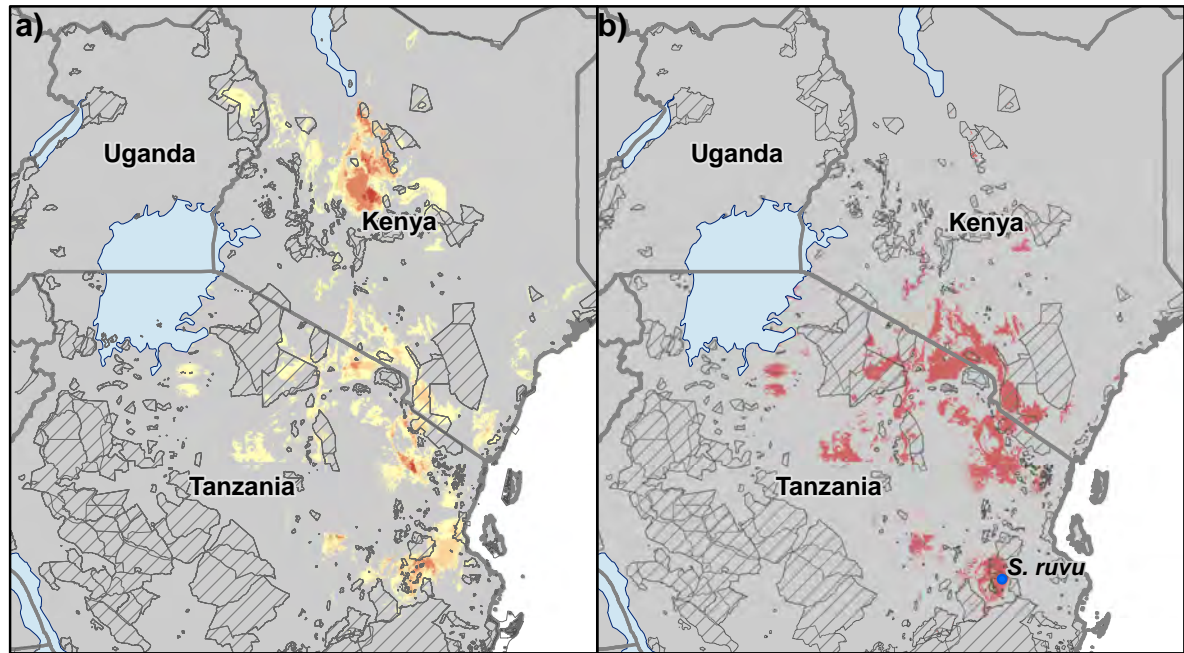 a)
Uganda
Kenya
Tanzania
b)
Uganda
Kenya
Tanzania
S. ruvu